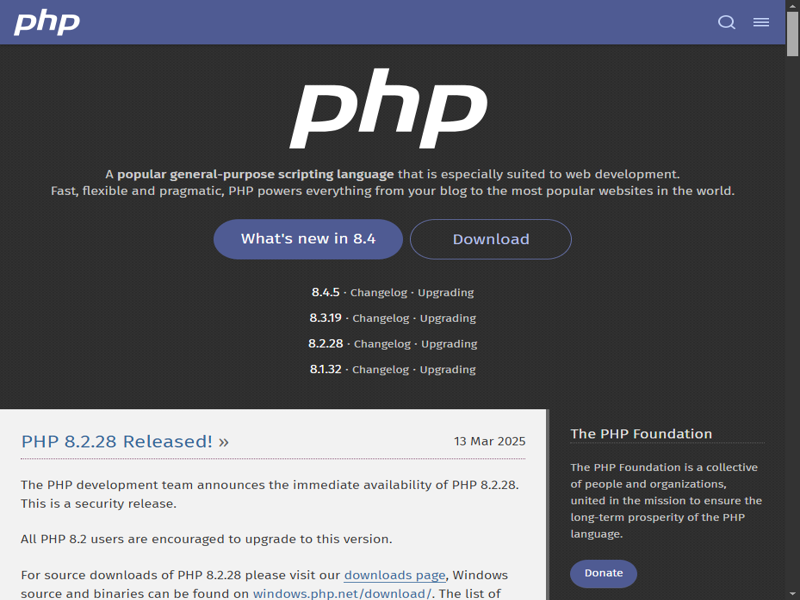 php
php
A popular general-purpose scripting language that is especially suited to web development.
Fast, flexible and pragmatic, PHP powers everything from your blog to the most popular websites in the world.
What's new in 8.4
Download
8.4.5 · Changelog · Upgrading
8.3.19 · Changelog · Upgrading
8.2.28 · Changelog · Upgrading
8.1.32 · Changelog · Upgrading
PHP 8.2.28 Released! »
13 Mar 2025
The PHP development team announces the immediate availability of PHP 8.2.28.
This is a security release.
All PHP 8.2 users are encouraged to upgrade to this version.
For source downloads of PHP 8.2.28 please visit our downloads page, Windows
source and binaries can be found on windows.php.net/download/. The list of
The PHP Foundation
The PHP Foundation is a collective
of people and organizations,
united in the mission to ensure the
long-term prosperity of the PHP
language.
Donate